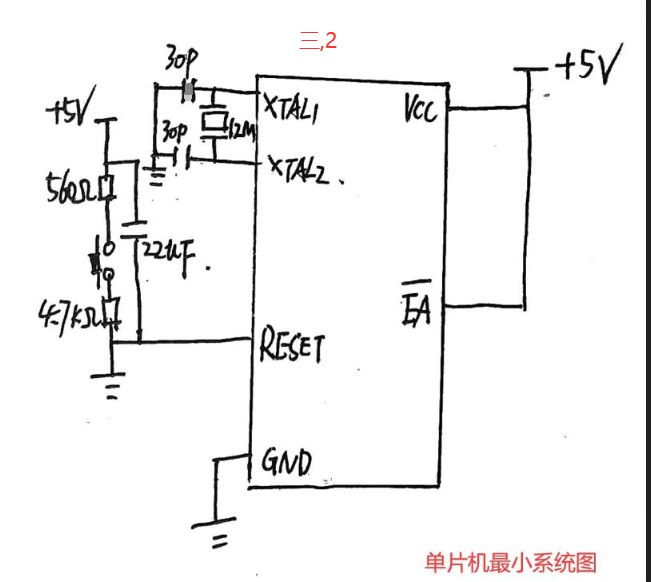 三,2
30P
+5V
XTAL1
VCC
+5V
12M
30P
XTAL2.
560Ω
22uF.
4.7KΩ
EA
RESET
GND
单片机最小系统图